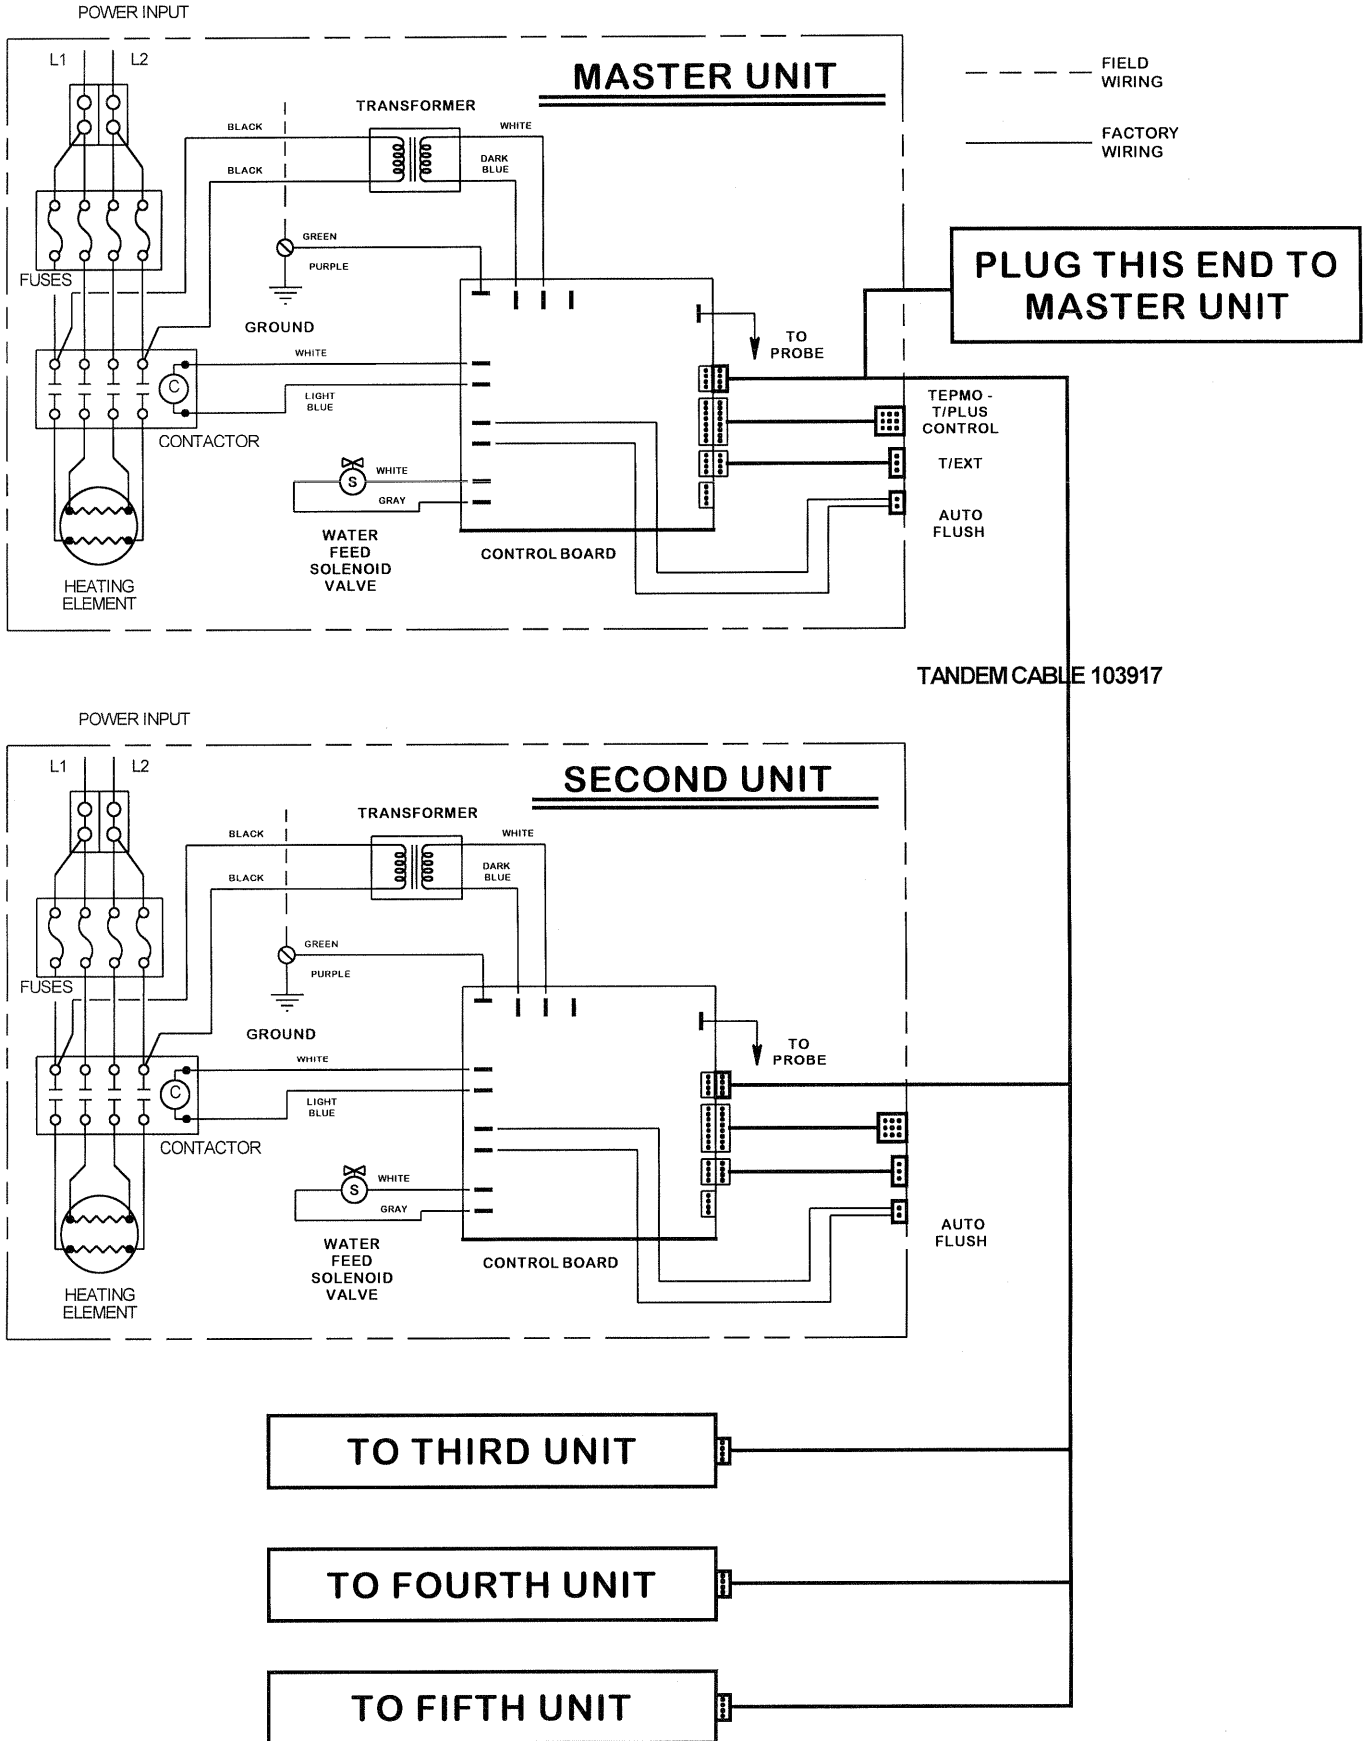 POWER INPUT
L1
L2
MASTER UNIT
FIELD
WIRING
FACTORY
WIRING
TRANSFORMER
BLACK
WHITE
DARK
BLUE
BLACK
GREEN
PURPLE
FUSES
GROUND
PLUG THIS END TO
MASTER UNIT
TO
PROBE
WHITE
LIGHT
BLUE
C
CONTACTOR
TEPMO -
T/PLUS
CONTROL
T/EXT
AUTO
FLUSH
S
WHITE
GRAY
WATER
FEED
SOLENOID
VALVE
CONTROL BOARD
HEATING
ELEMENT
TANDEM CABLE 103917
POWER INPUT
L1
L2
SECOND UNIT
TRANSFORMER
BLACK
WHITE
DARK
BLUE
BLACK
GREEN
PURPLE
FUSES
GROUND
TO
PROBE
WHITE
LIGHT
BLUE
C
CONTACTOR
S
WHITE
GRAY
AUTO
FLUSH
WATER
FEED
SOLENOID
VALVE
CONTROL BOARD
HEATING
ELEMENT
TO THIRD UNIT
TO FOURTH UNIT
TO FIFTH UNIT